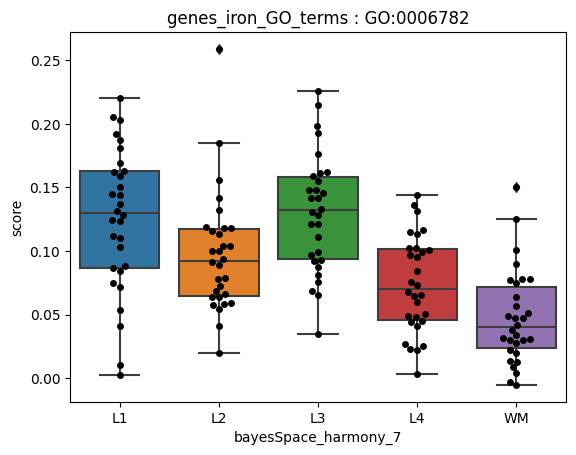 genes_iron_GO_terms : GO:0006782
0.25
0.20
0.15
0.10
0.05
0.00
score
L1 L2 L3 L4 WM
bayesSpace_harmony_7